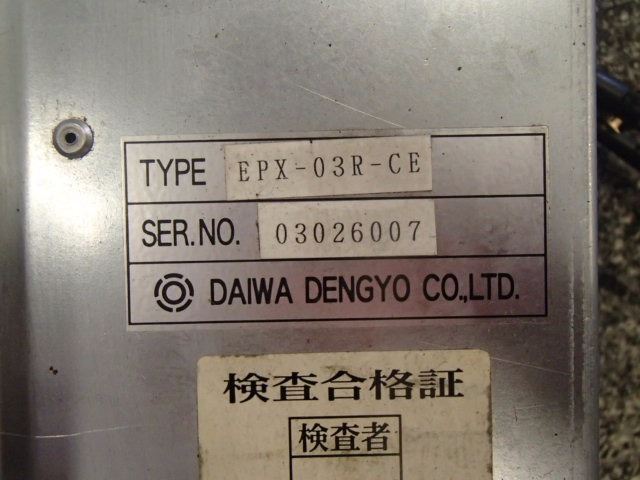 TYPE EPX-03R-CE
SER.NO. 03026007
DAIWA DENGYO CO.,LTD.
検査合格証
検査者